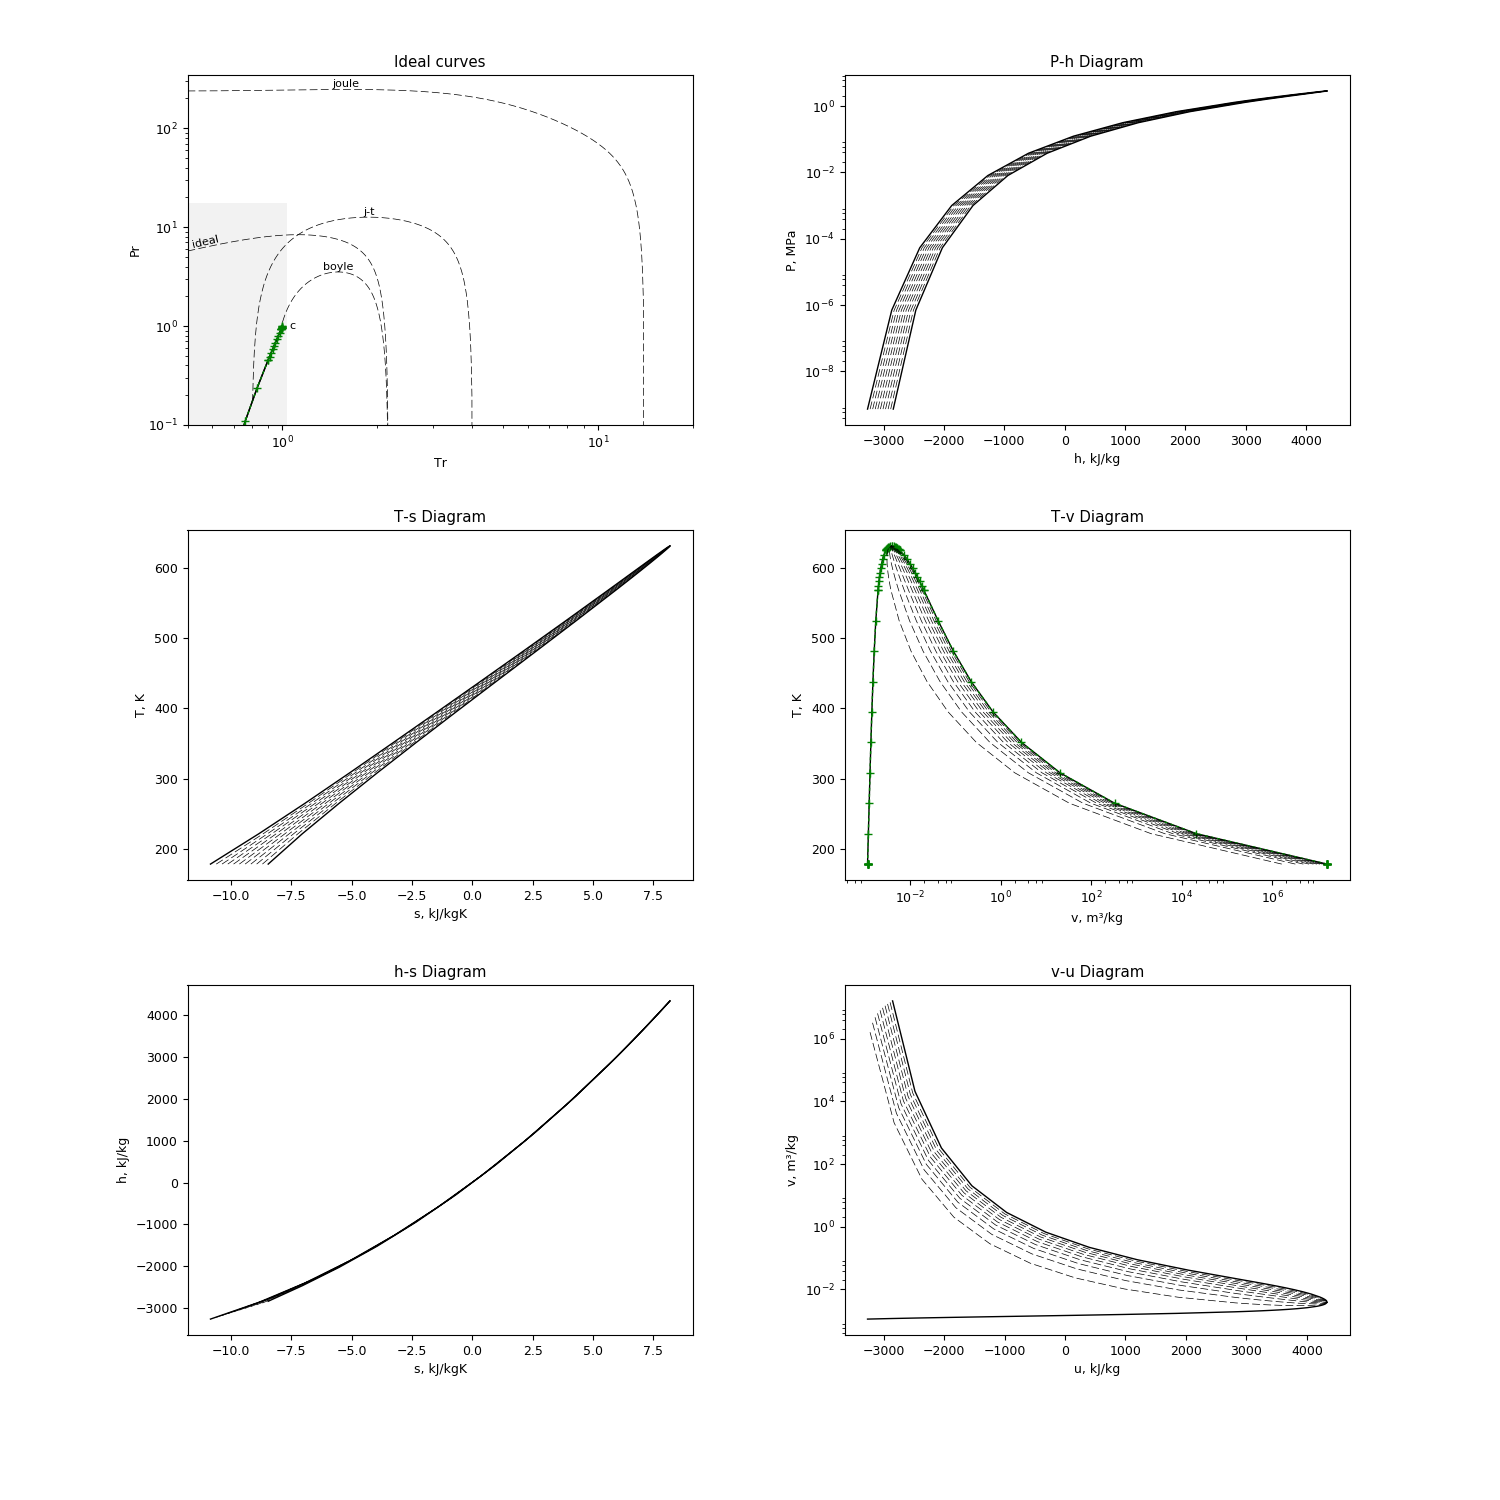 Ideal curves
Pr
10² 10¹ 10⁰ 10⁻¹
joule
j-t
ideal
boyle
c
10⁰ 10¹
Tr
P-h Diagram
P, MPa
10⁰ 10⁻² 10⁻⁴ 10⁻⁶ 10⁻⁸
−3000 −2000 −1000 0 1000 2000 3000 4000
h, kJ/kg
T-s Diagram
T, K
600 500 400 300 200
−10.0 −7.5 −5.0 −2.5 0.0 2.5 5.0 7.5
s, kJ/kgK
T-v Diagram
T, K
600 500 400 300 200
10⁻² 10⁰ 10² 10⁴ 10⁶
v, m³/kg
h-s Diagram
h, kJ/kg
4000 3000 2000 1000 0 −1000 −2000 −3000
−10.0 −7.5 −5.0 −2.5 0.0 2.5 5.0 7.5
s, kJ/kgK
v-u Diagram
v, m³/kg
10⁶ 10⁴ 10² 10⁰ 10⁻²
−3000 −2000 −1000 0 1000 2000 3000 4000
u, kJ/kg